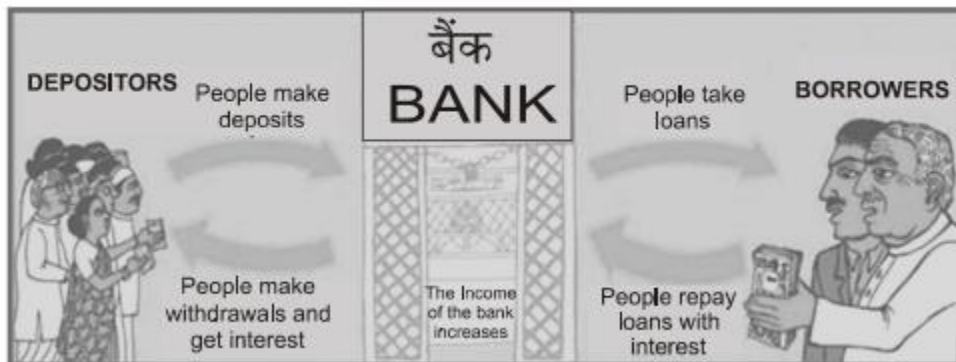 DEPOSITORS
People make
deposits
People make
withdrawals and
get interest
बैंक
BANK
The Income
of the bank
increases
People take
loans
BORROWERS
People repay
loans with
interest